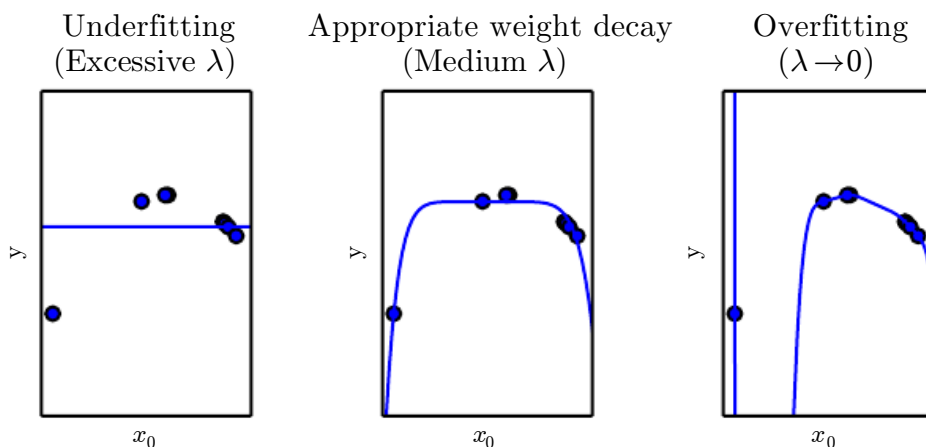 Underfitting
(Excessive λ)
Appropriate weight decay
(Medium λ)
Overfitting
(λ→0)
y
y
y
x₀
x₀
x₀